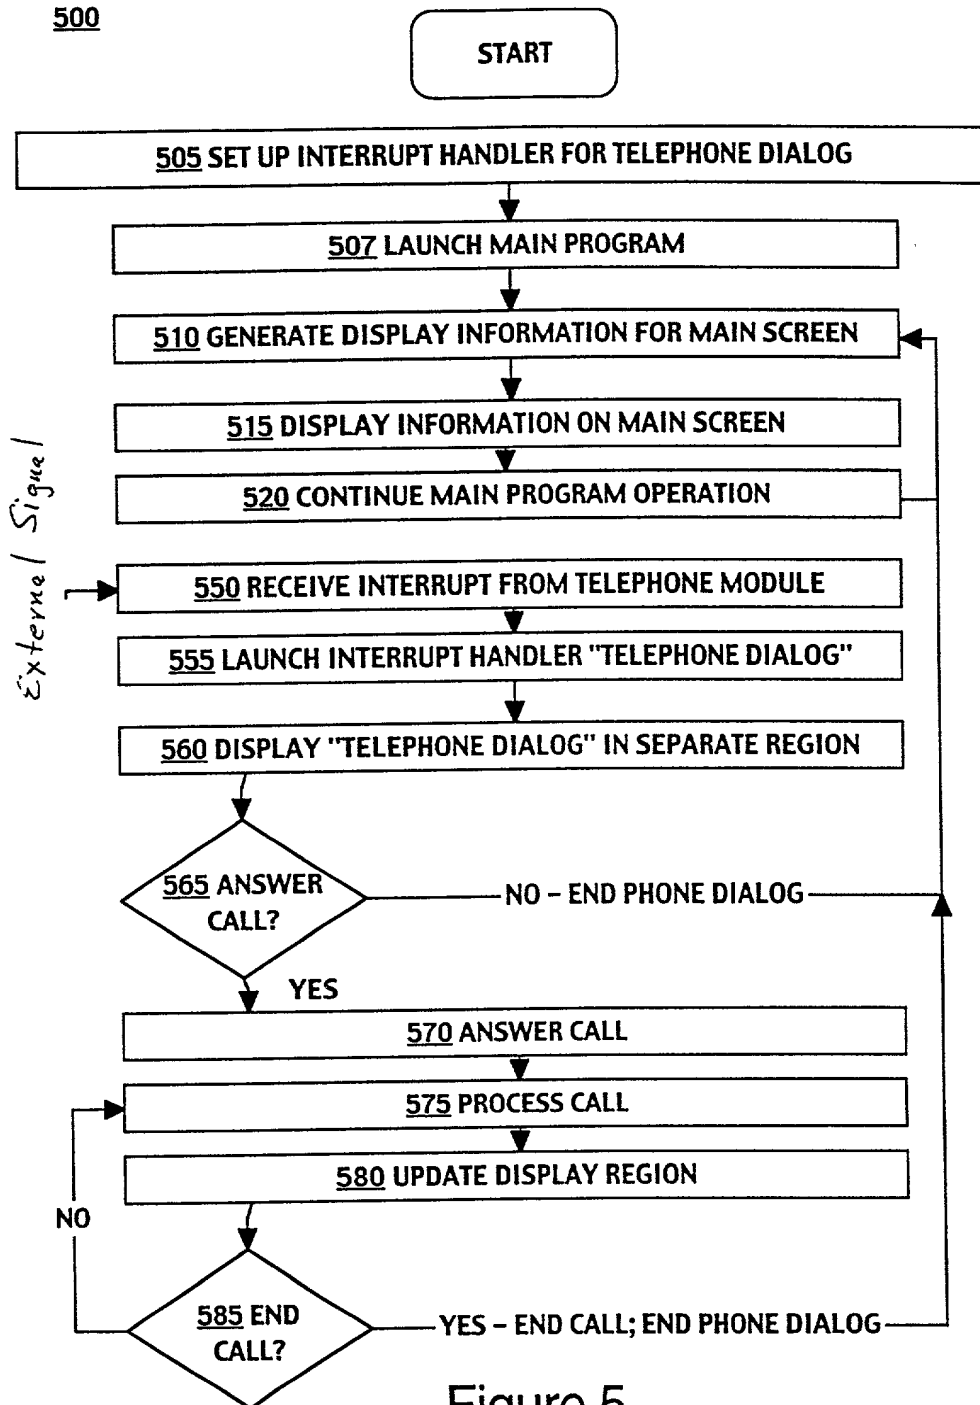 500
START
505 SET UP INTERRUPT HANDLER FOR TELEPHONE DIALOG
507 LAUNCH MAIN PROGRAM
510 GENERATE DISPLAY INFORMATION FOR MAIN SCREEN
515 DISPLAY INFORMATION ON MAIN SCREEN
520 CONTINUE MAIN PROGRAM OPERATION
External Signal
550 RECEIVE INTERRUPT FROM TELEPHONE MODULE
555 LAUNCH INTERRUPT HANDLER "TELEPHONE DIALOG"
560 DISPLAY "TELEPHONE DIALOG" IN SEPARATE REGION
565 ANSWER
CALL?
NO – END PHONE DIALOG
YES
570 ANSWER CALL
575 PROCESS CALL
580 UPDATE DISPLAY REGION
NO
585 END
CALL?
YES – END CALL; END PHONE DIALOG
Figure 5